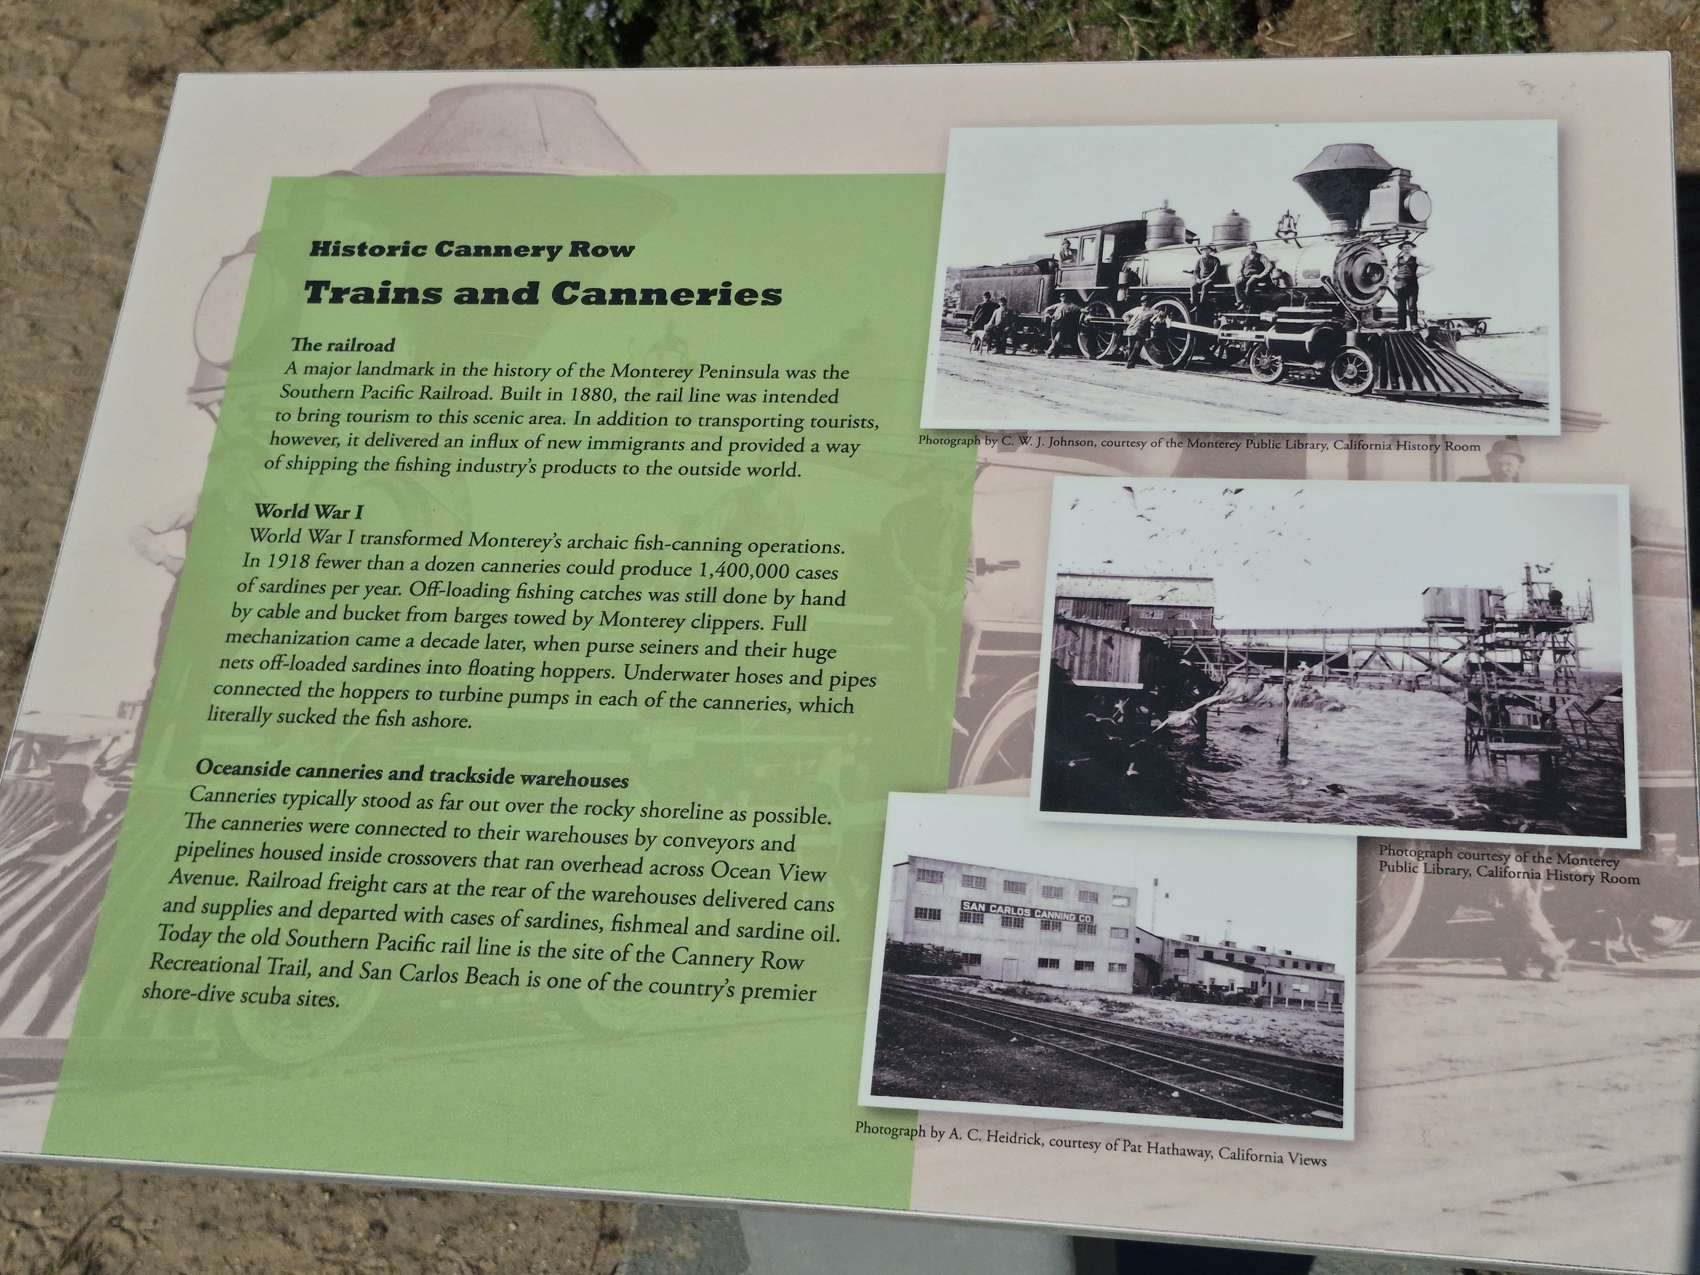 Historic Cannery Row
Trains and Canneries
The railroad
A major landmark in the history of the Monterey Peninsula was the
Southern Pacific Railroad. Built in 1880, the rail line was intended
to bring tourism to this scenic area. In addition to transporting tourists,
however, it delivered an influx of new immigrants and provided a way
of shipping the fishing industry's products to the outside world.
World War I
World War I transformed Monterey's archaic fish-canning operations.
In 1918 fewer than a dozen canneries could produce 1,400,000 cases
of sardines per year. Off-loading fishing catches was still done by hand
by cable and bucket from barges towed by Monterey clippers. Full
mechanization came a decade later, when purse seiners and their huge
nets off-loaded sardines into floating hoppers. Underwater hoses and pipes
connected the hoppers to turbine pumps in each of the canneries, which
literally sucked the fish ashore.
Oceanside canneries and trackside warehouses
Canneries typically stood as far out over the rocky shoreline as possible.
The canneries were connected to their warehouses by conveyors and
pipelines housed inside crossovers that ran overhead across Ocean View
Avenue. Railroad freight cars at the rear of the warehouses delivered cans
and supplies and departed with cases of sardines, fishmeal and sardine oil.
Today the old Southern Pacific rail line is the site of the Cannery Row
Recreational Trail, and San Carlos Beach is one of the country's premier
shore-dive scuba sites.
Photograph by C. W. J. Johnson, courtesy of the Monterey Public Library, California History Room
Photograph courtesy of the Monterey
Public Library, California History Room
SAN CARLOS CANNING CO.
Photograph by A. C. Heidrick, courtesy of Pat Hathaway, California Views